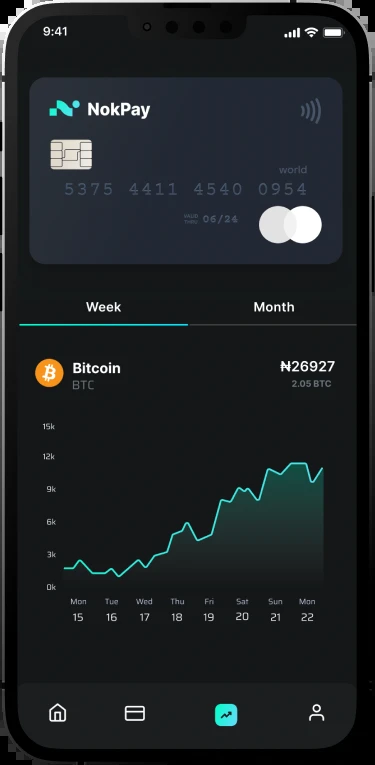 9:41
NokPay
world
5375 4411 4540 0954
VALID THRU 06/24
Week Month
Bitcoin ₦26927
BTC 2.05 BTC
15k
12k
9k
6k
3k
0k
Mon Tue Wed Thu Fri Sat Sun Mon
15 16 17 18 19 20 21 22